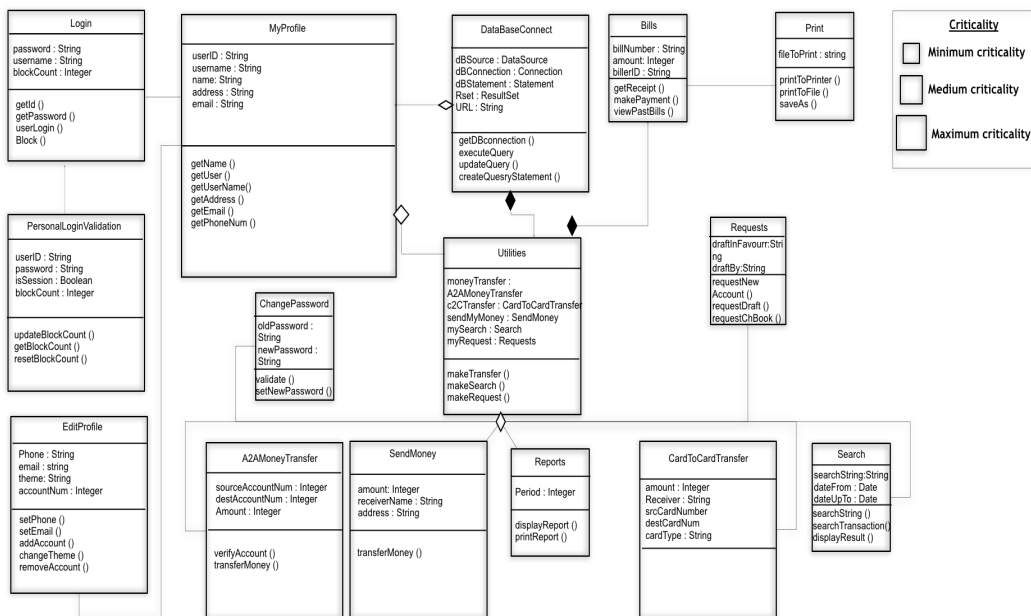 Login
password : String
username : String
blockCount : Integer
getId ()
getPassword ()
userLogin ()
Block ()
MyProfile
userID : String
username : String
name: String
address : String
email : String
getName ()
getUser ()
getUserName()
getAddress ()
getEmail ()
getPhoneNum ()
DataBaseConnect
dBSource : DataSource
dBConnection : Connection
dBStatement : Statement
Rset : ResultSet
URL : String
getDBconnection ()
executeQuery
updateQuery ()
createQuesryStatement ()
Bills
billNumber : String
amount: Integer
billerID : String
getReceipt ()
makePayment ()
viewPastBills ()
Print
fileToPrint : string
printToPrinter ()
printToFile ()
saveAs ()
Criticality
Minimum criticality
Medium criticality
Maximum criticality
PersonalLoginValidation
userID : String
password : String
isSession : Boolean
blockCount : Integer
updateBlockCount ()
getBlockCount ()
resetBlockCount ()
ChangePassword
oldPassword :
String
newPassword :
String
validate ()
setNewPassword ()
Utilities
moneyTransfer :
A2AMoneyTransfer
c2CTransfer : CardToCardTransfer
sendMyMoney : SendMoney
mySearch : Search
myRequest : Requests
makeTransfer ()
makeSearch ()
makeRequest ()
Requests
draftInFavourr:Stri
ng
draftBy:String
requestNew
Account ()
requestDraft ()
requestChBook ()
EditProfile
Phone : String
email : string
theme: String
accountNum : Integer
setPhone ()
setEmail ()
addAccount ()
changeTheme ()
removeAccount ()
A2AMoneyTransfer
sourceAccountNum : Integer
destAccountNum : Integer
Amount : Integer
verifyAccount ()
transferMoney ()
SendMoney
amount: Integer
receiverName : String
address : String
transferMoney ()
Reports
Period : Integer
displayReport ()
printReport ()
CardToCardTransfer
amount : Integer
Receiver : String
srcCardNumber
destCardNum
cardType : String
Search
searchString:String
dateFrom : Date
dateUpTo : Date
searchString ()
searchTransaction()
displayResult ()